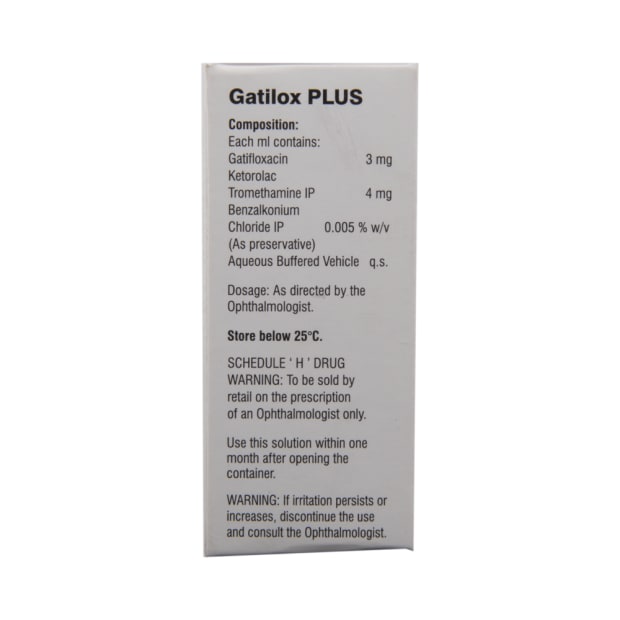 Gatilox PLUS
Composition:
Each ml contains:
Gatifloxacin 3 mg
Ketorolac
Tromethamine IP 4 mg
Benzalkonium
Chloride IP 0.005 % w/v
(As preservative)
Aqueous Buffered Vehicle q.s.
Dosage: As directed by the
Ophthalmologist.
Store below 25°C.
SCHEDULE ' H ' DRUG
WARNING: To be sold by
retail on the prescription
of an Ophthalmologist only.
Use this solution within one
month after opening the
container.
WARNING: If irritation persists or
increases, discontinue the use
and consult the Ophthalmologist.